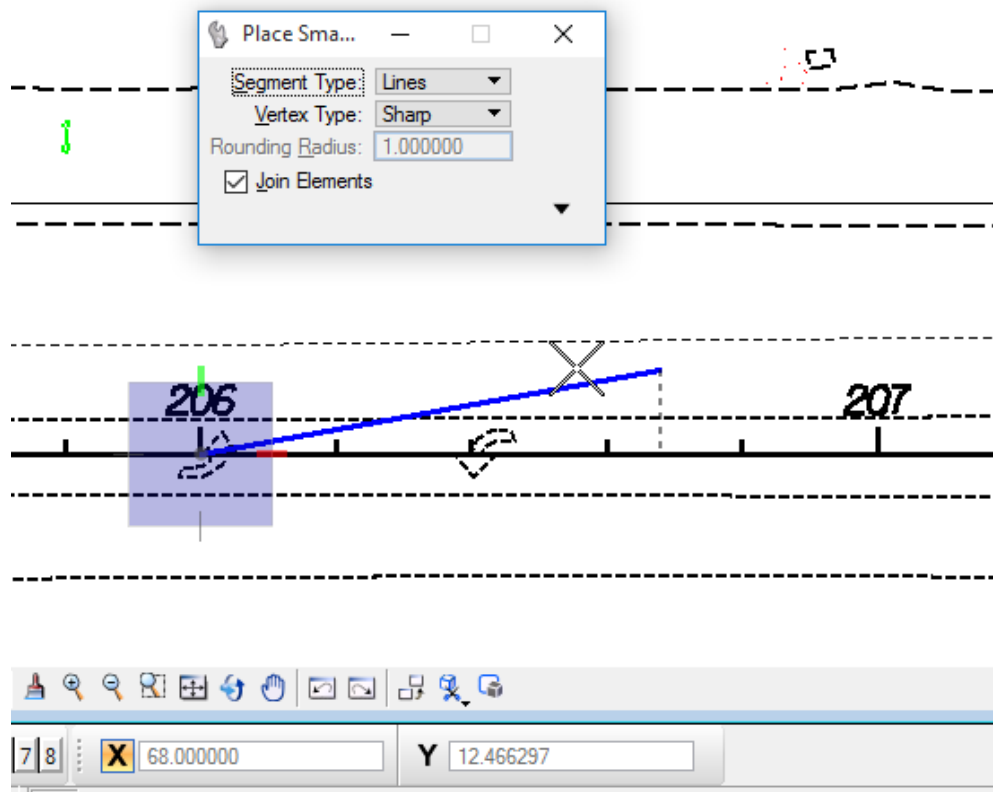 Place Sma...
Segment Type: Lines
Vertex Type: Sharp
Rounding Radius: 1.000000
Join Elements
206
207
7 8 X 68.000000 Y 12.466297